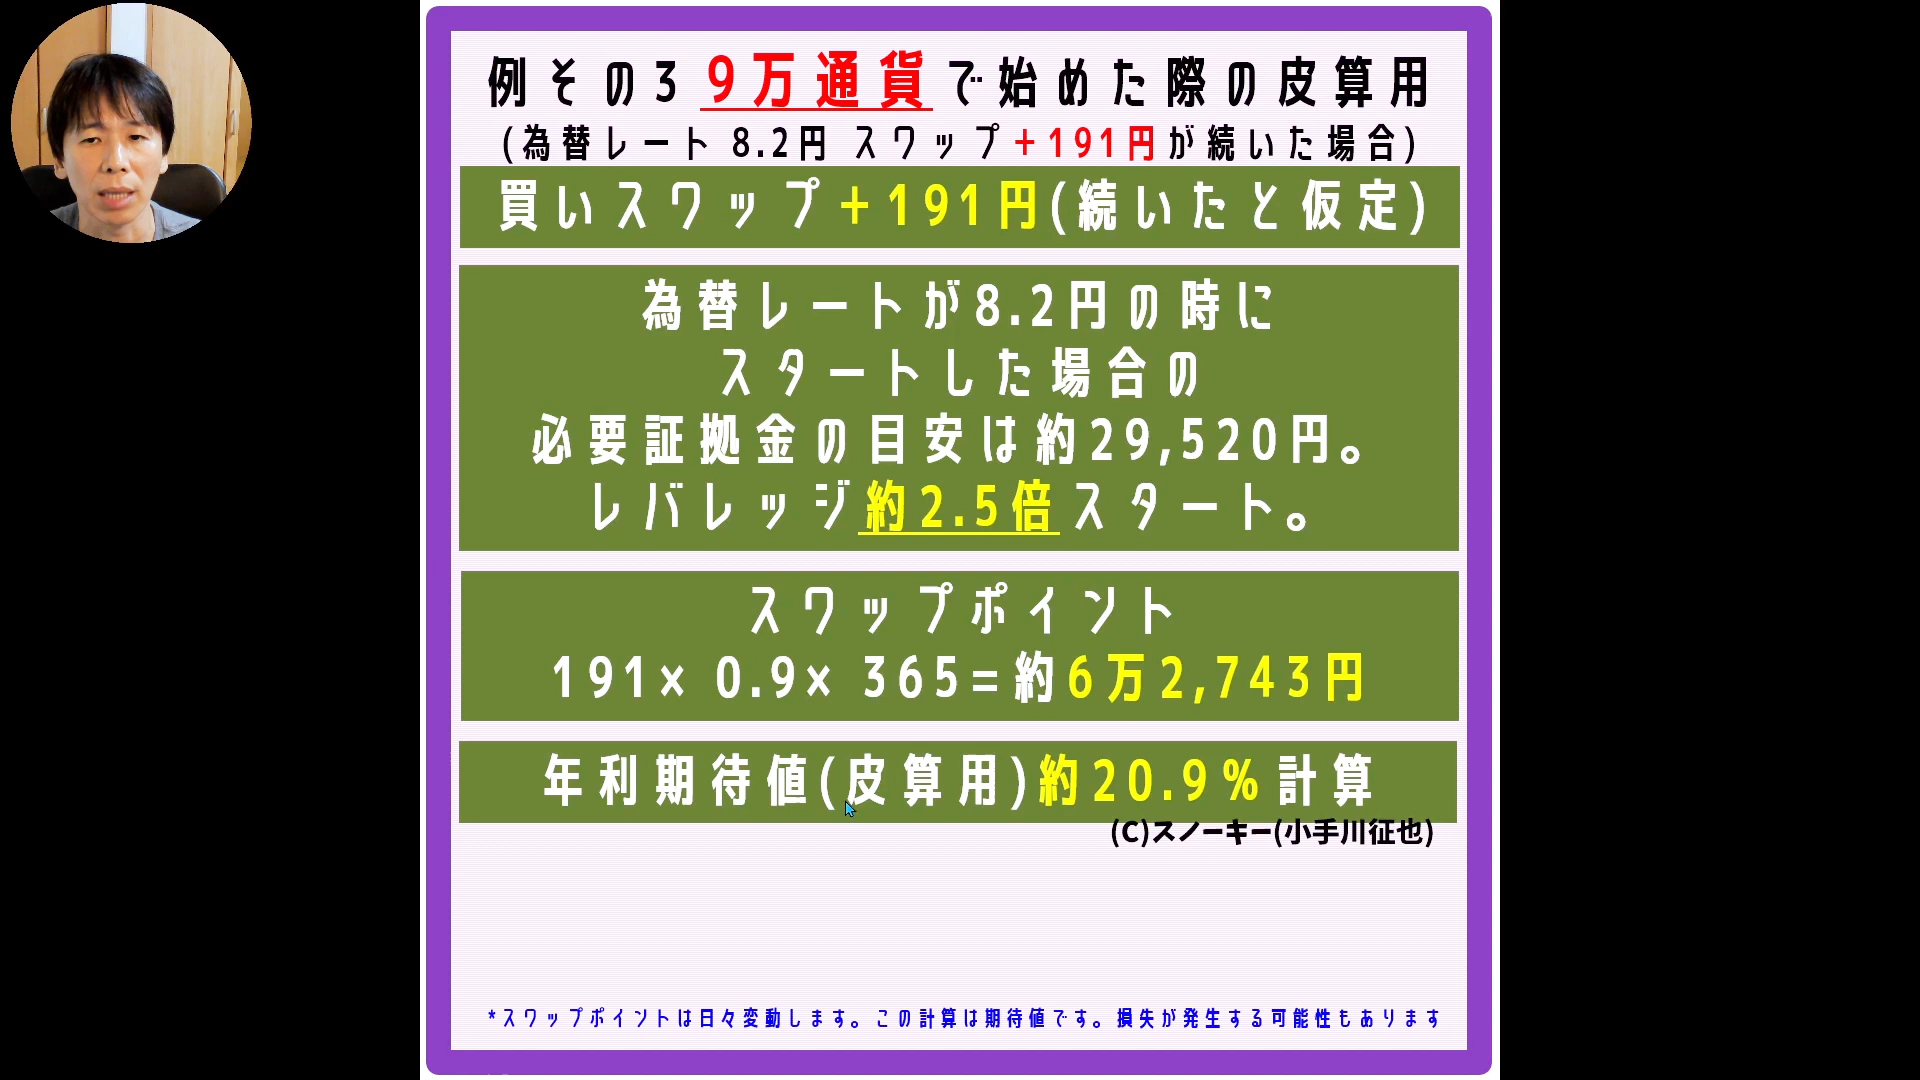 例その3 9万通貨で始めた際の皮算用
(為替レート 8.2円 スワップ+191円が続いた場合)
買いスワップ+191円(続いたと仮定)
為替レートが8.2円の時に
スタートした場合の
必要証拠金の目安は約29,520円。
レバレッジ約2.5倍スタート。
スワップポイント
191× 0.9× 365=約6万2,743円
年利期待値(皮算用)約20.9%計算
(C)スノーキー(小手川征也)
*スワップポイントは日々変動します。この計算は期待値です。損失が発生する可能性もあります